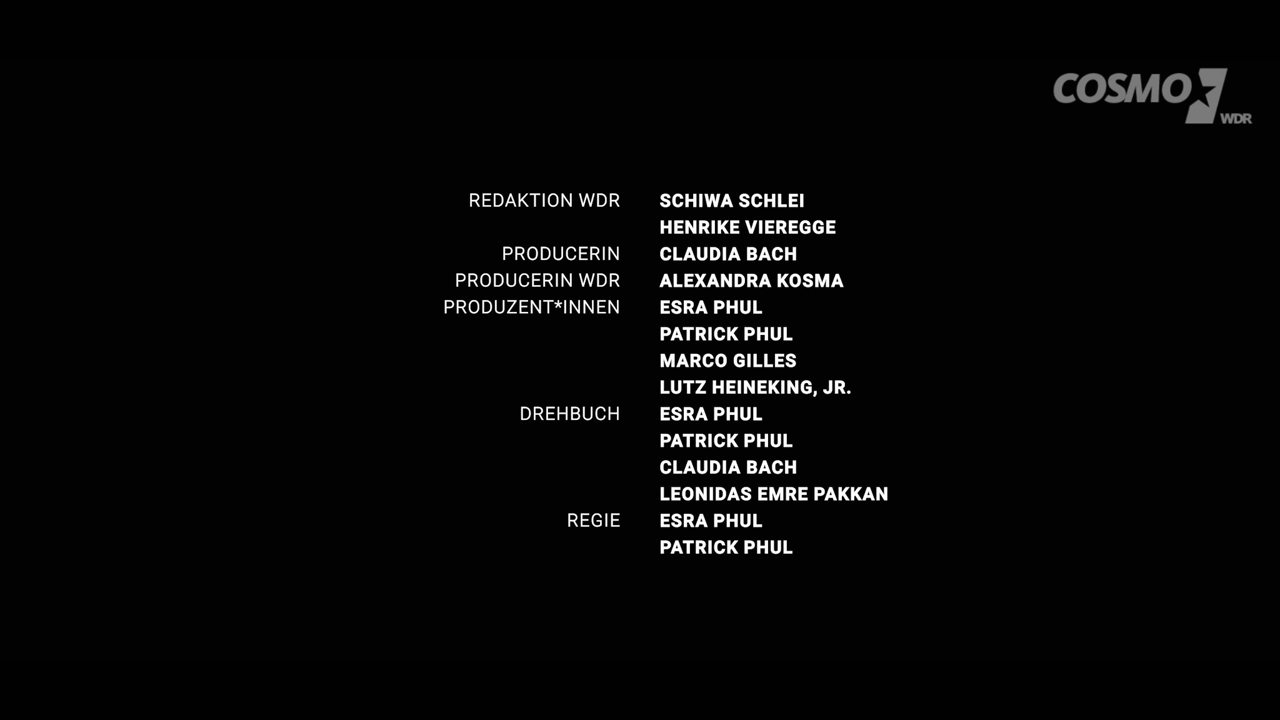 COSMO
WDR
REDAKTION WDR SCHIWA SCHLEI
HENRIKE VIEREGGE
PRODUCERIN CLAUDIA BACH
PRODUCERIN WDR ALEXANDRA KOSMA
PRODUZENT*INNEN ESRA PHUL
PATRICK PHUL
MARCO GILLES
LUTZ HEINEKING, JR.
DREHBUCH ESRA PHUL
PATRICK PHUL
CLAUDIA BACH
LEONIDAS EMRE PAKKAN
REGIE ESRA PHUL
PATRICK PHUL